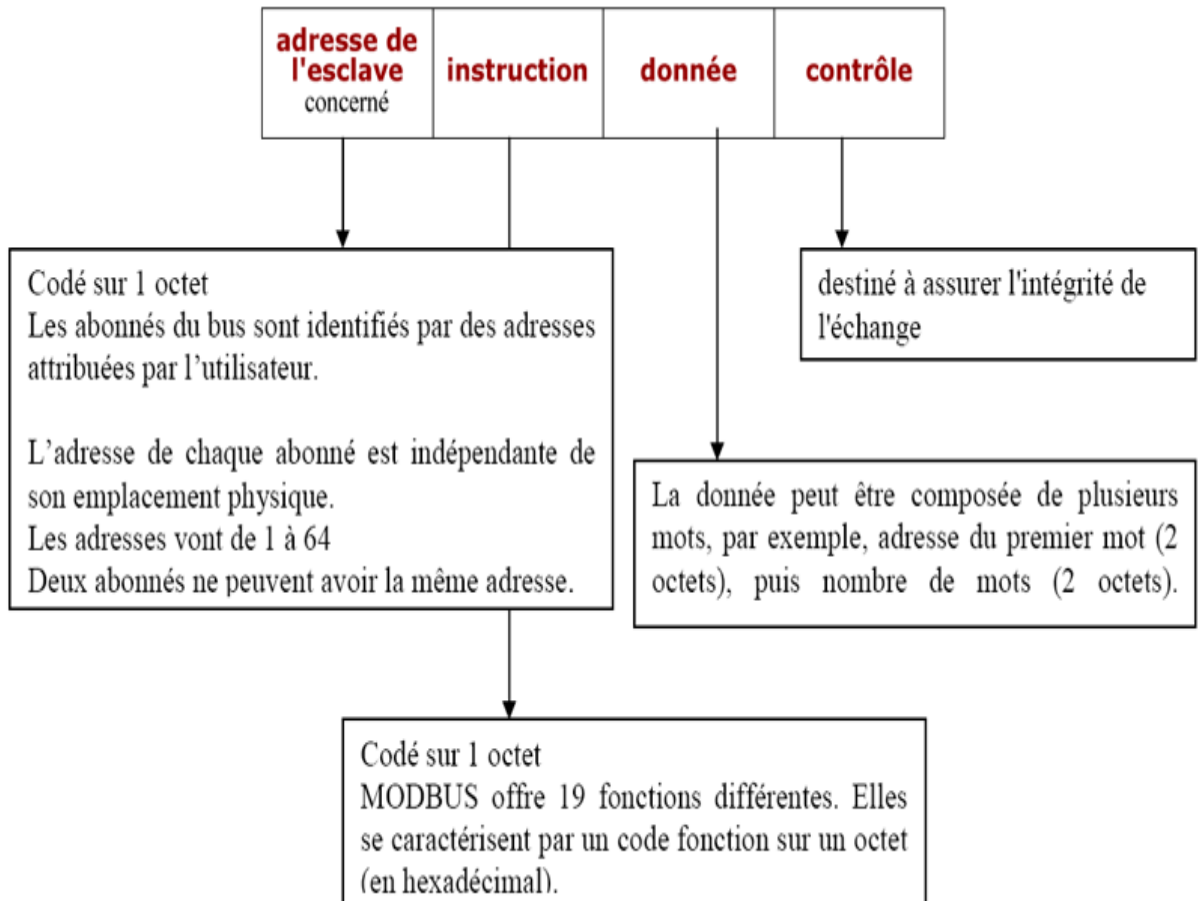 adresse de
l'esclave
concerné
instruction
donnée
contrôle
Codé sur 1 octet
Les abonnés du bus sont identifiés par des adresses
attribuées par l’utilisateur.
L’adresse de chaque abonné est indépendante de
son emplacement physique.
Les adresses vont de 1 à 64
Deux abonnés ne peuvent avoir la même adresse.
destiné à assurer l'intégrité de
l'échange
La donnée peut être composée de plusieurs
mots, par exemple, adresse du premier mot (2
octets), puis nombre de mots (2 octets).
Codé sur 1 octet
MODBUS offre 19 fonctions différentes. Elles
se caractérisent par un code fonction sur un octet
(en hexadécimal).